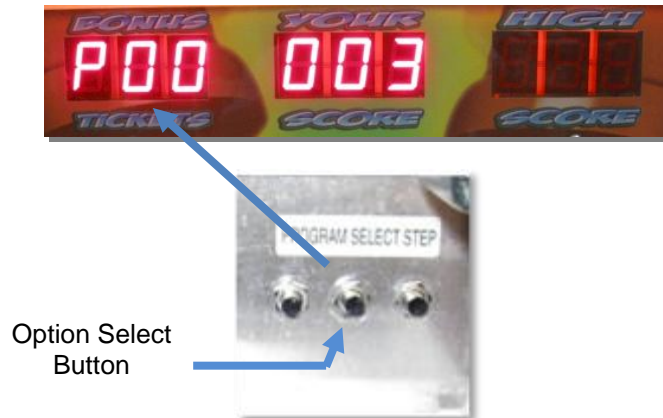 BONUS YOUR HIGH
P00 003
TICKETS SCORE SCORE
PROGRAM SELECT STEP
Option Select
Button